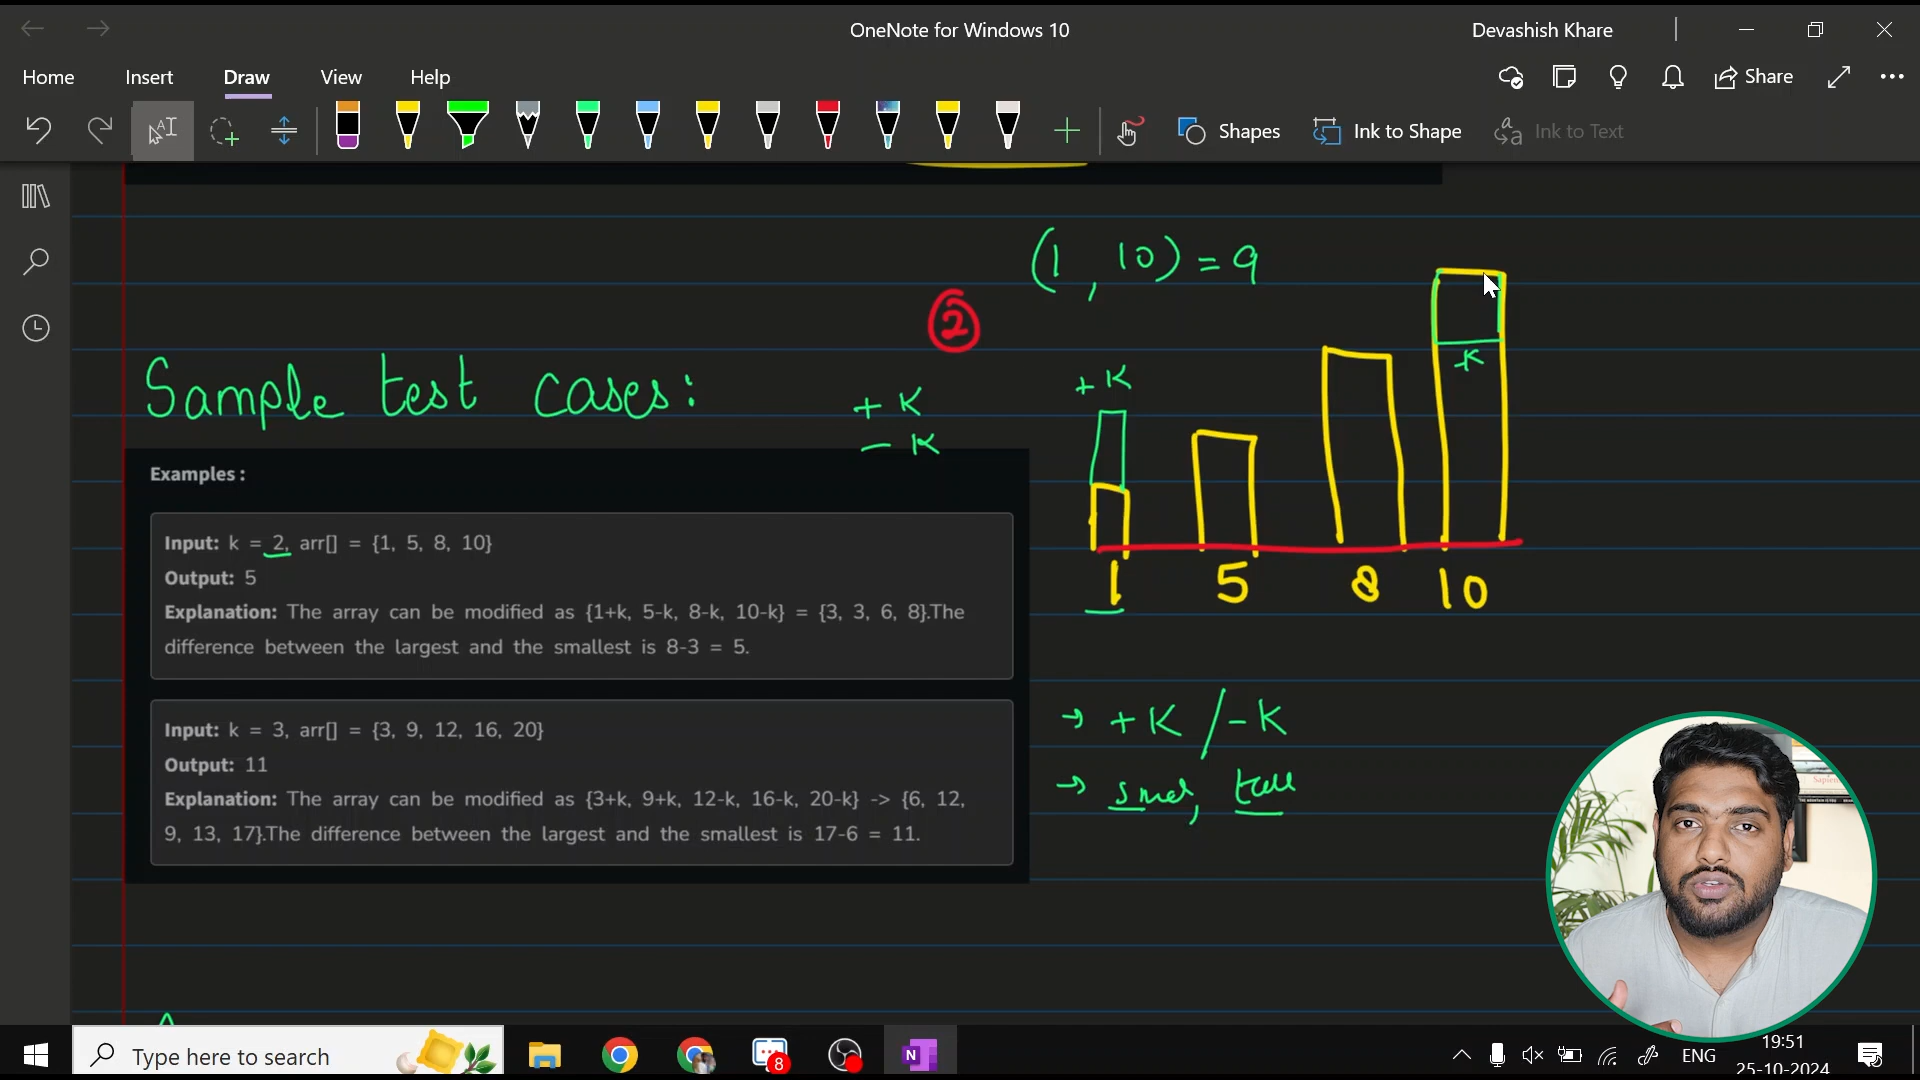 OneNote for Windows 10
Devashish Khare
Home Insert Draw View Help
Share
Shapes Ink to Shape Ink to Text
(1, 10) = 9
2
Sample test cases:
+ K
- K
+ K
-K
1 5 8 10
Examples :
Input: k = 2, arr[] = {1, 5, 8, 10}
Output: 5
Explanation: The array can be modified as {1+k, 5-k, 8-k, 10-k} = {3, 3, 6, 8}.The
difference between the largest and the smallest is 8-3 = 5.
Input: k = 3, arr[] = {3, 9, 12, 16, 20}
Output: 11
Explanation: The array can be modified as {3+k, 9+k, 12-k, 16-k, 20-k} -> {6, 12,
9, 13, 17}.The difference between the largest and the smallest is 17-6 = 11.
→ +K / -K
Type here to search
8
N
ENG
19:51
25-10-2024